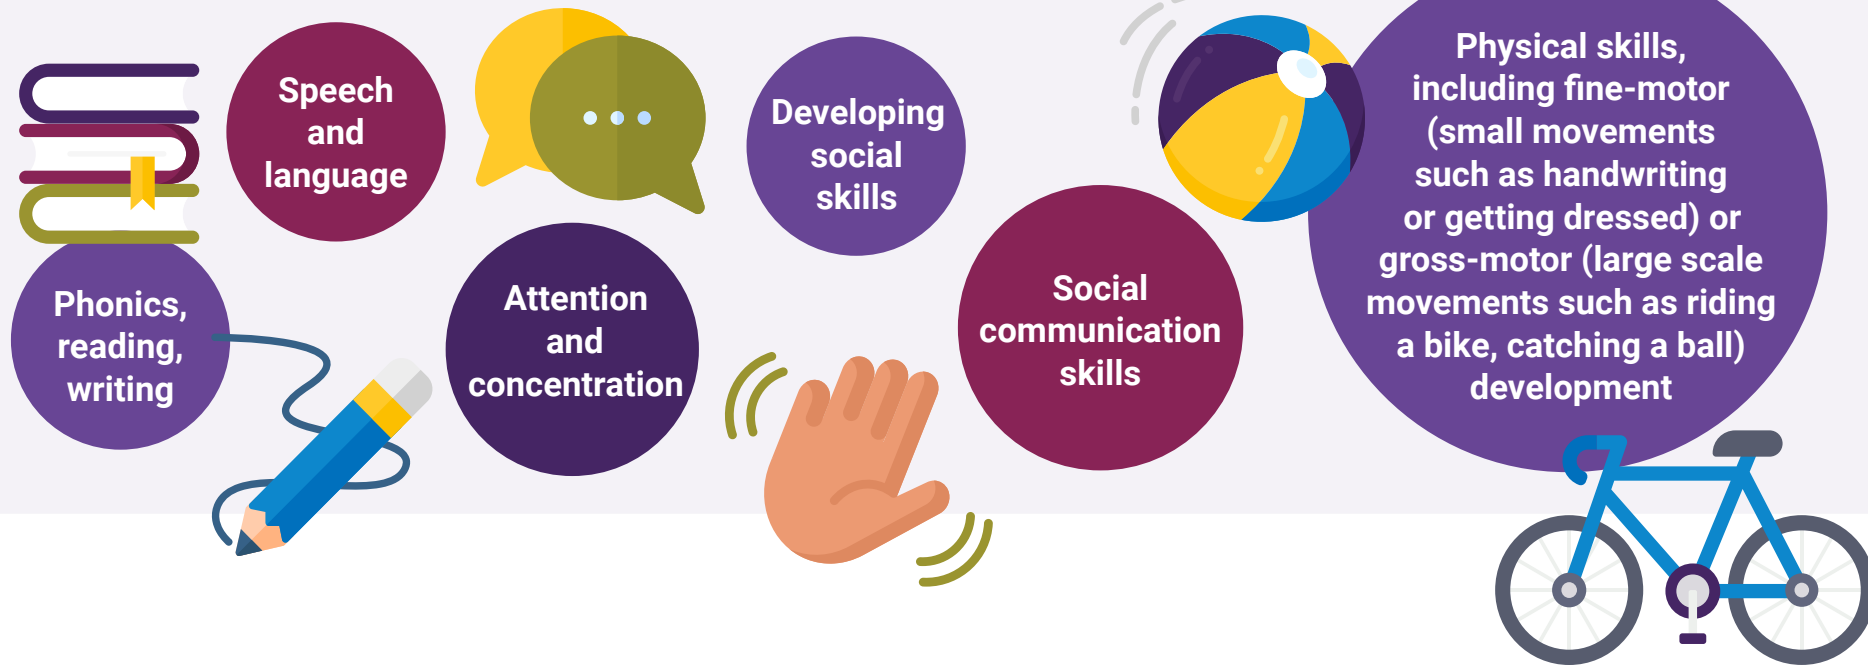 Speech
and
language
Developing
social
skills
Physical skills,
including fine-motor
(small movements
such as handwriting
or getting dressed) or
gross-motor (large scale
movements such as riding
a bike, catching a ball)
development
Phonics,
reading,
writing
Attention
and
concentration
Social
communication
skills